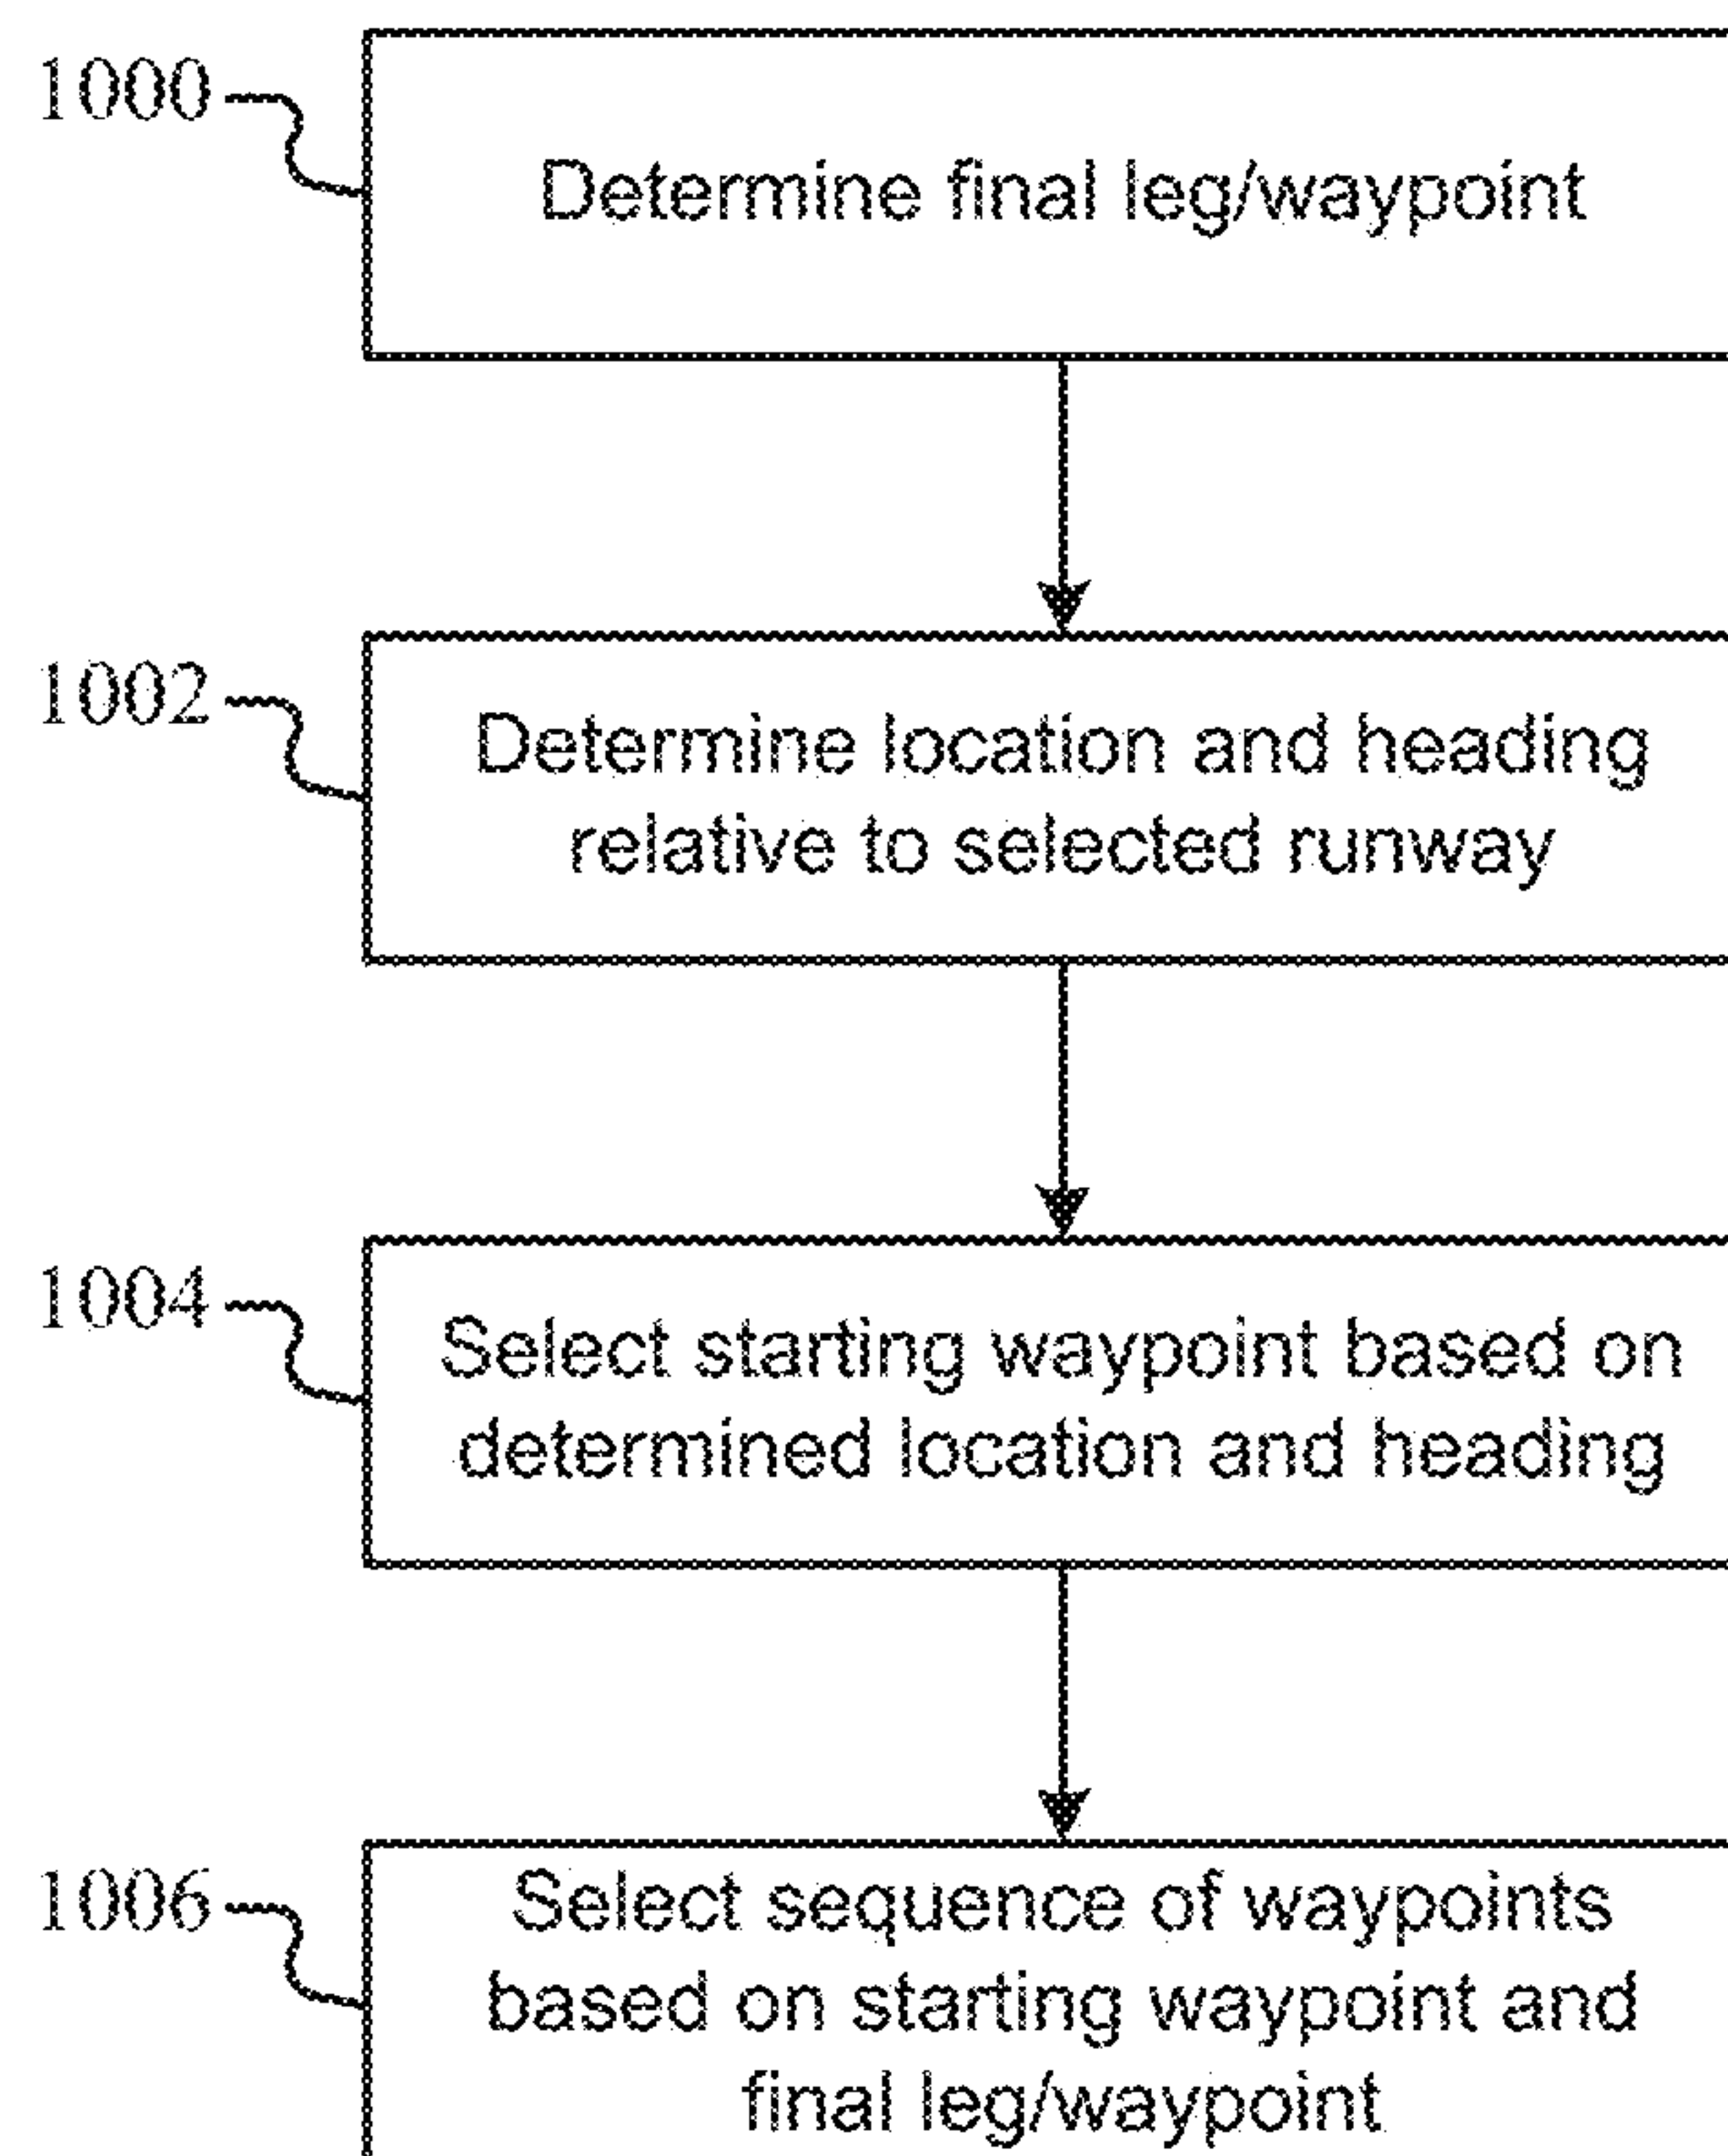 1000
Determine final leg/waypoint
1002
Determine location and heading
relative to selected runway
1004
Select starting waypoint based on
determined location and heading
1006
Select sequence of waypoints
based on starting waypoint and
final leg/waypoint